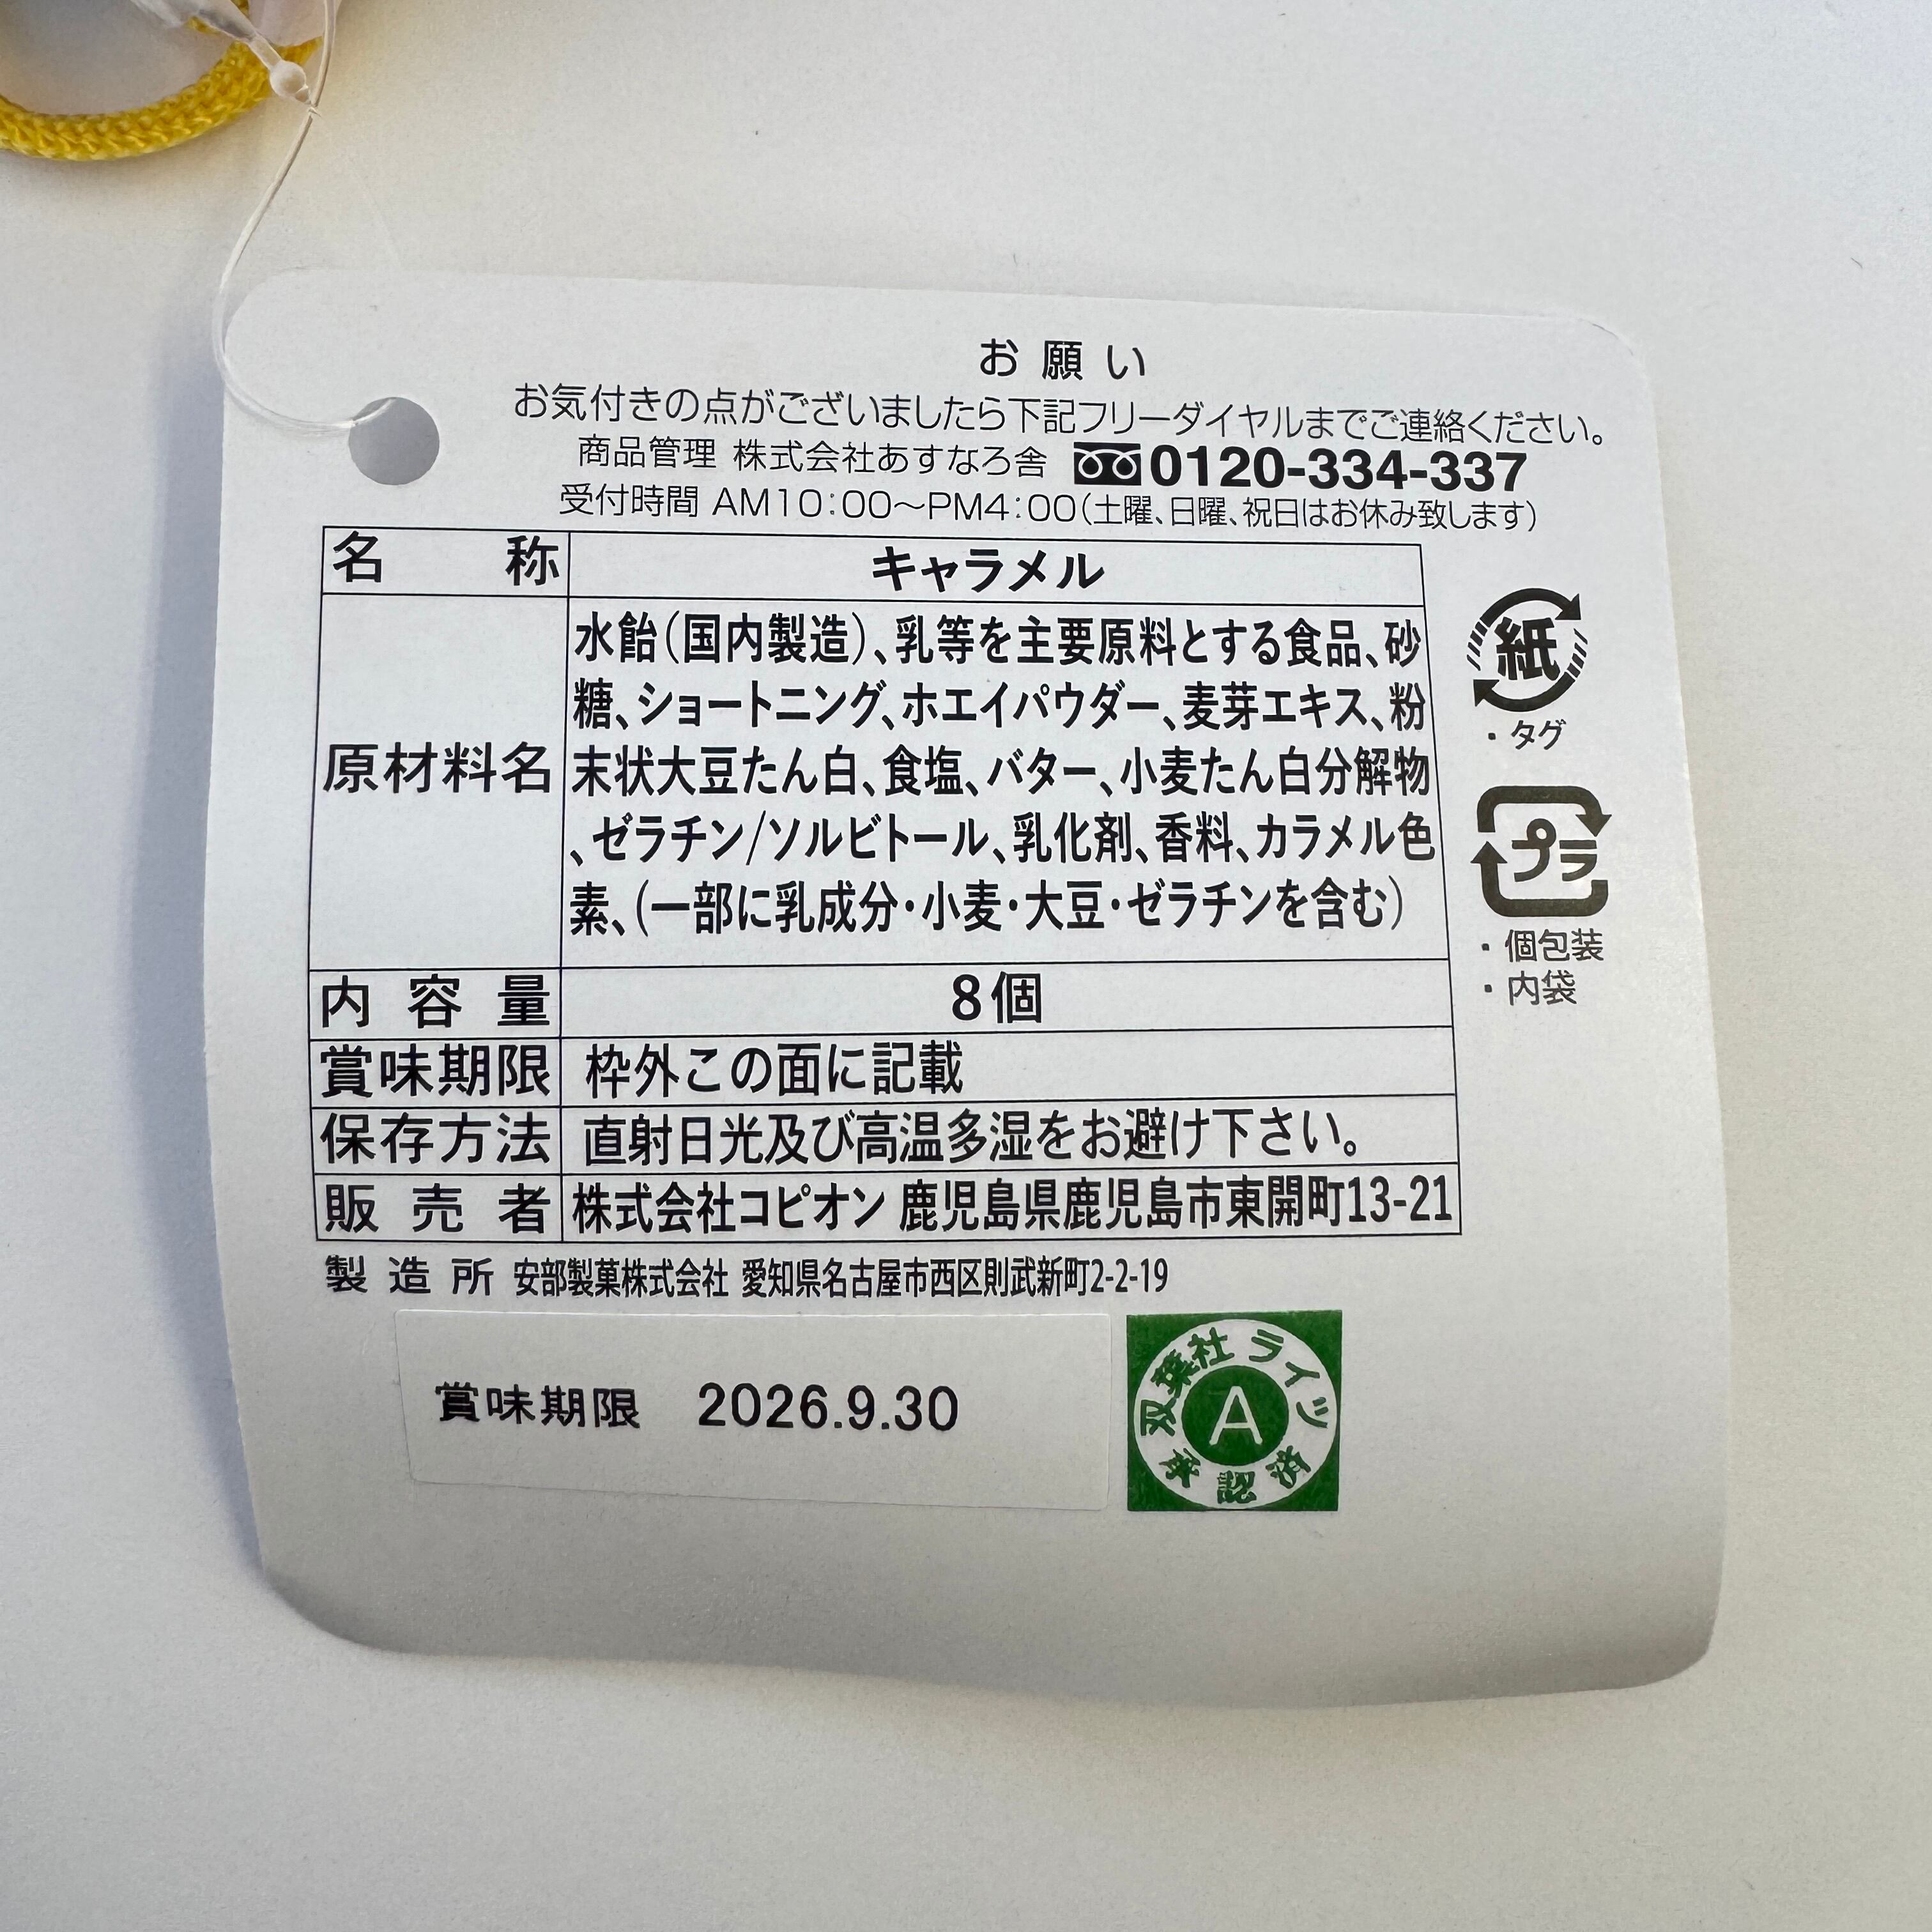 お願い
お気付きの点がございましたら下記フリーダイヤルまでご連絡ください。
商品管理 株式会社あすなろ舎 0120-334-337
受付時間 AM10:00～PM4:00(土曜、日曜、祝日はお休み致します)
名称 キャラメル
原材料名
水飴(国内製造)、乳等を主要原料とする食品、砂
糖、ショートニング、ホエイパウダー、麦芽エキス、粉
末状大豆たん白、食塩、バター、小麦たん白分解物
、ゼラチン/ソルビトール、乳化剤、香料、カラメル色
素、(一部に乳成分・小麦・大豆・ゼラチンを含む)
内容量 8個
賞味期限 枠外この面に記載
保存方法 直射日光及び高温多湿をお避け下さい。
販売者 株式会社コピオン 鹿児島県鹿児島市東開町13-21
製造所 安部製菓株式会社 愛知県名古屋市西区則武新町2-2-19
紙
・タグ
プラ
・個包装
・内袋
賞味期限 2026.9.30
双葉社ライツ
A
承認済